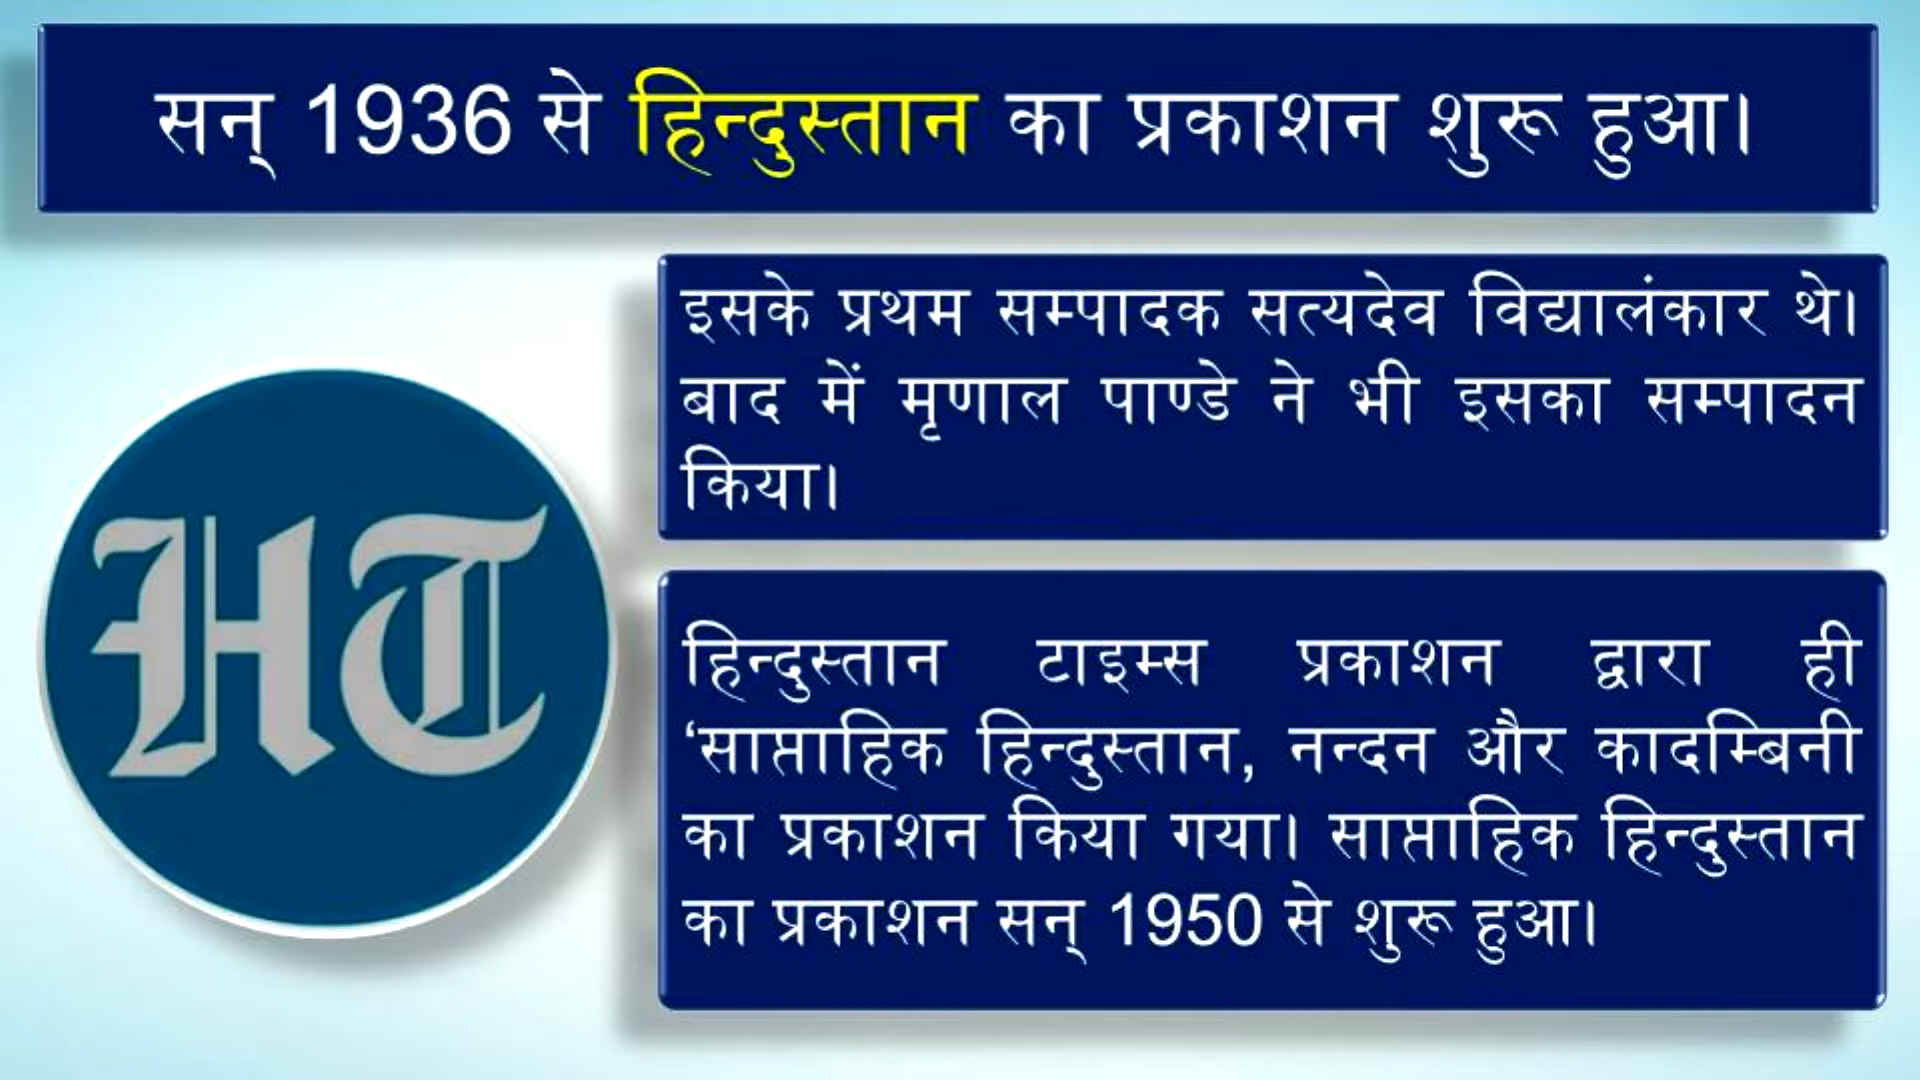 सन् 1936 से हिन्दुस्तान का प्रकाशन शुरू हुआ।
इसके प्रथम सम्पादक सत्यदेव विद्यालंकार थे।
बाद में मृणाल पाण्डे ने भी इसका सम्पादन
किया।
HT
हिन्दुस्तान टाइम्स प्रकाशन द्वारा ही
‘साप्ताहिक हिन्दुस्तान, नन्दन और कादम्बिनी
का प्रकाशन किया गया। साप्ताहिक हिन्दुस्तान
का प्रकाशन सन् 1950 से शुरू हुआ।